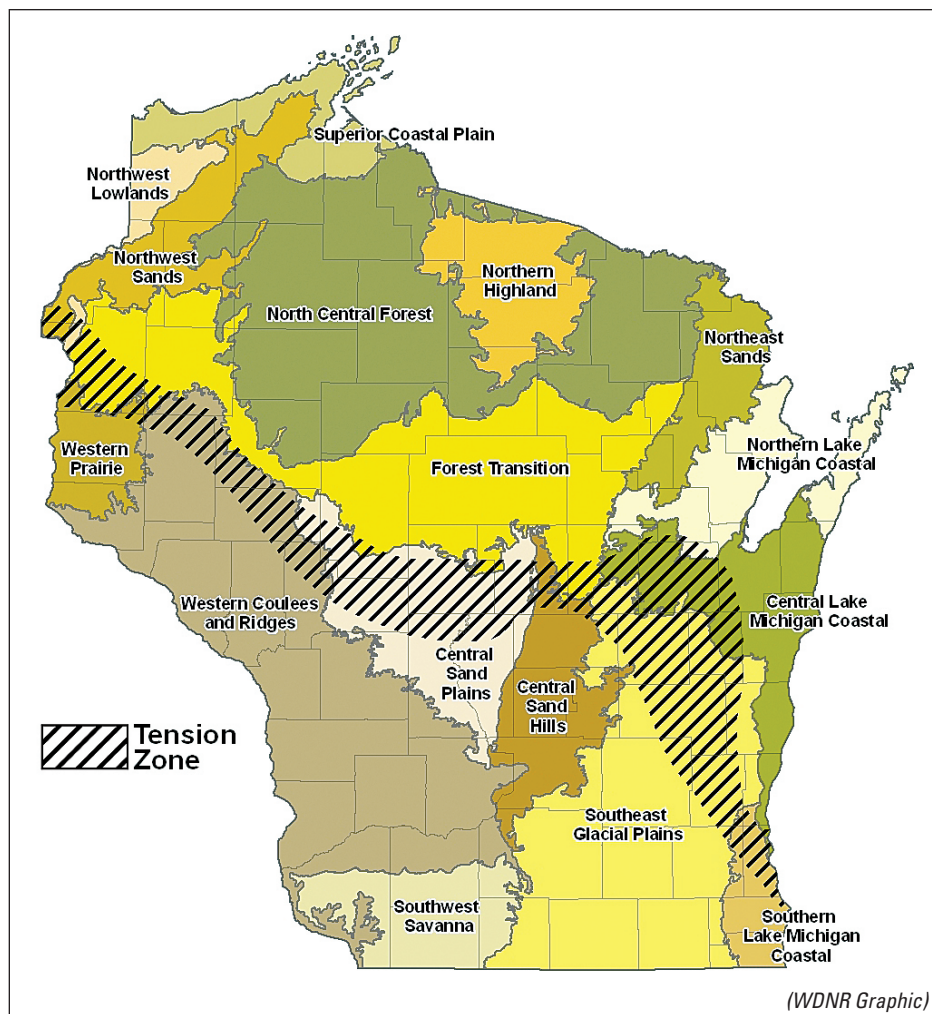 Superior Coastal Plain
Northwest
Lowlands
Northwest
Sands
Northern
Highland
North Central Forest
Northeast
Sands
Western
Prairie
Forest Transition
Northern Lake
Michigan Coastal
Western Coulees
and Ridges
Central Lake
Michigan Coastal
Central
Sand
Plains
Central
Sand
Hills
Tension
Zone
Southeast
Glacial Plains
Southwest
Savanna
Southern
Lake Michigan
Coastal
(WDNR Graphic)